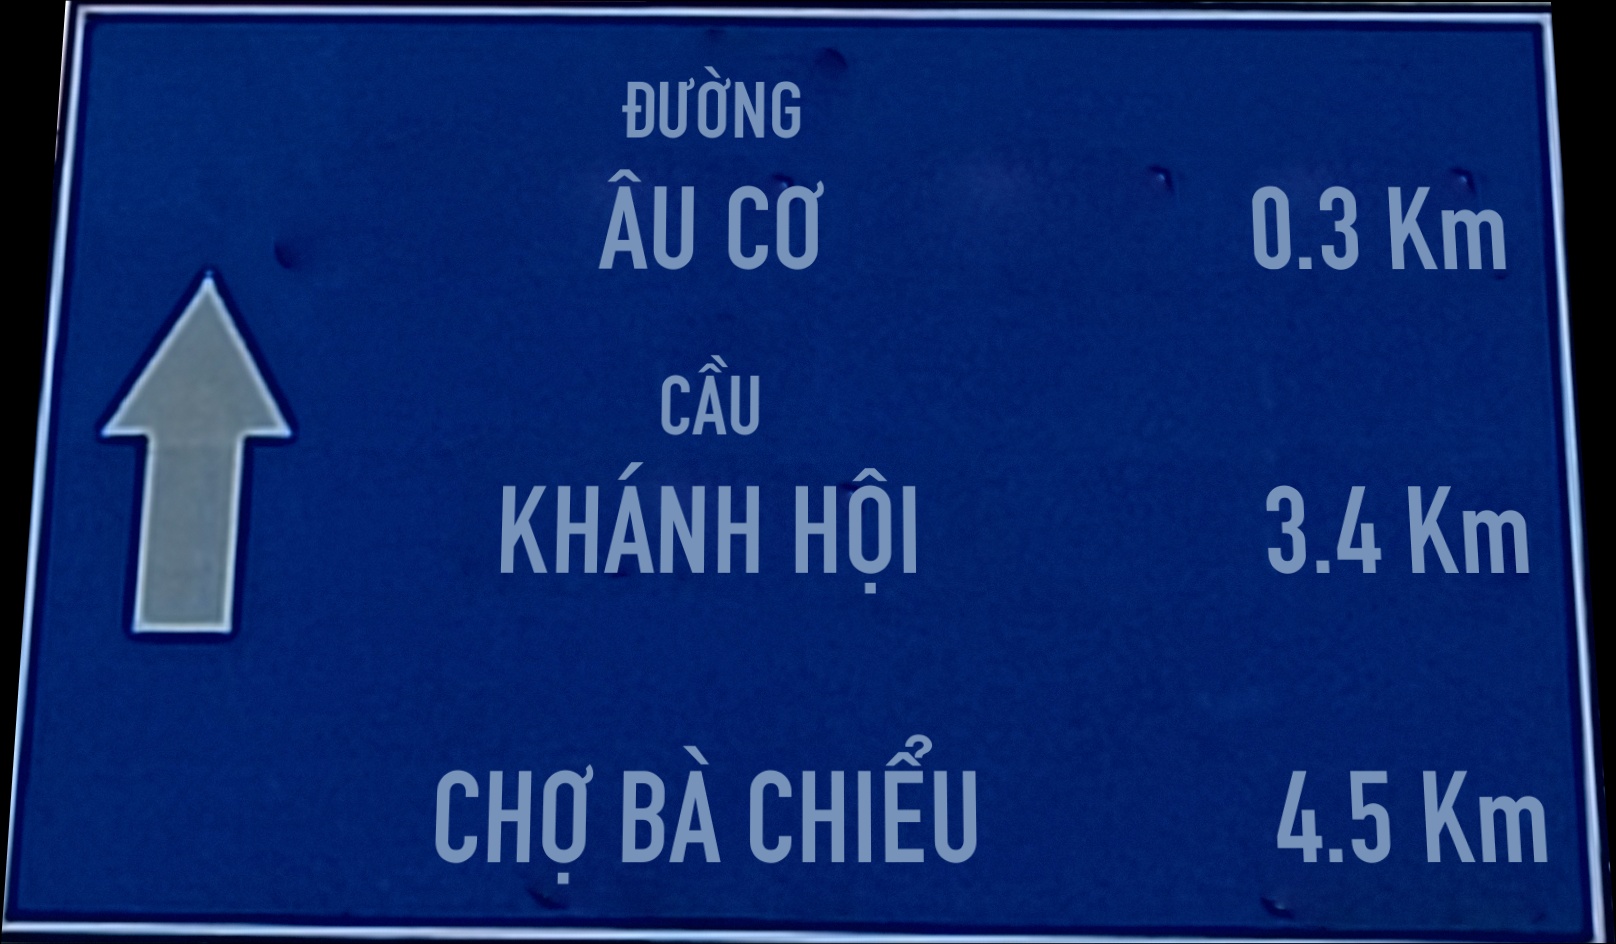 ĐƯỜNG
ÂU CƠ 0.3 Km
CẦU
KHÁNH HỘI 3.4 Km
CHỢ BÀ CHIỂU 4.5 Km